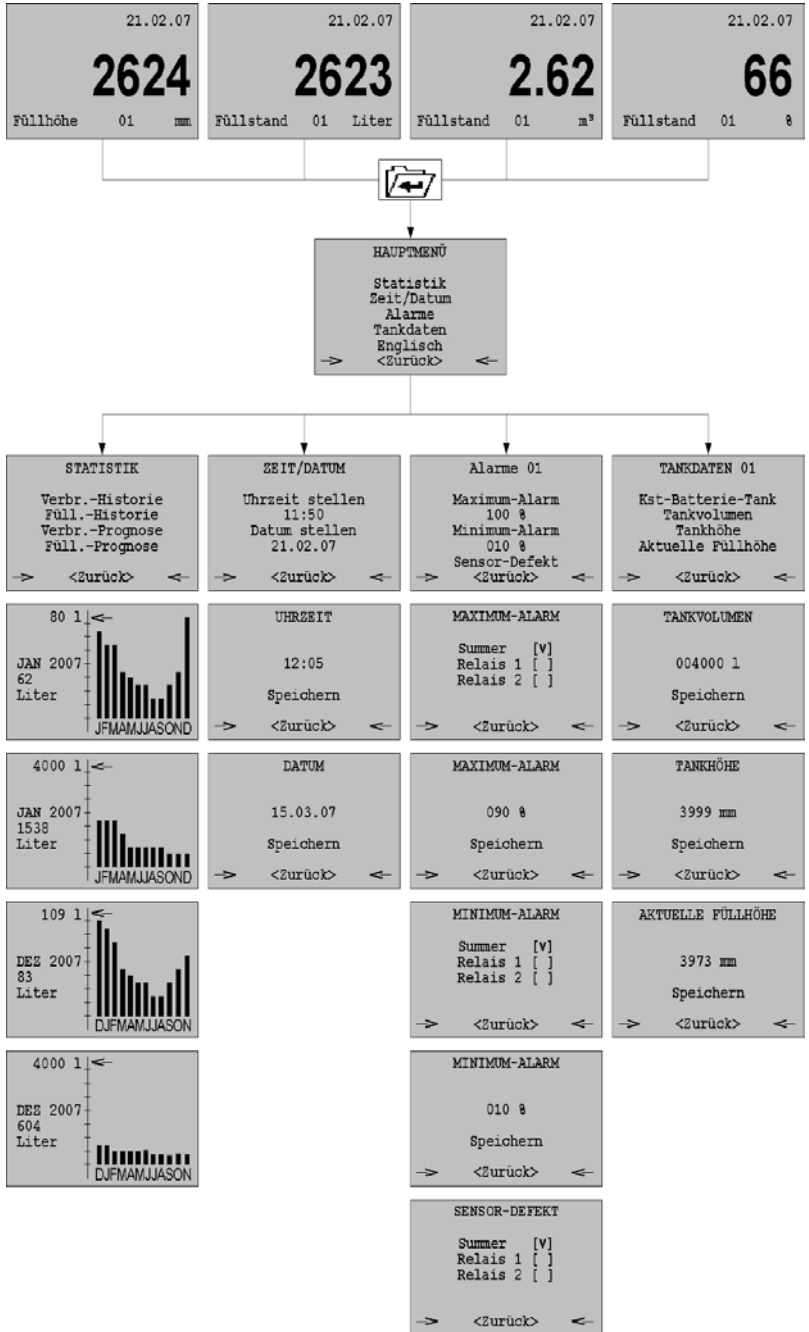 21.02.07
2624
Füllhöhe 01 mm
21.02.07
2623
Füllstand 01 Liter
21.02.07
2.62
Füllstand 01 m³
21.02.07
66
Füllstand 01 %
HAUPTMENÜ
Statistik
Zeit/Datum
Alarme
Tankdaten
Englisch
-> <Zurück> <-
STATISTIK
Verbr.-Historie
Füll.-Historie
Verbr.-Prognose
Füll.-Prognose
-> <Zurück> <-
ZEIT/DATUM
Uhrzeit stellen
11:50
Datum stellen
21.02.07
-> <Zurück> <-
Alarme 01
Maximum-Alarm
100 %
Minimum-Alarm
010 %
Sensor-Defekt
-> <Zurück> <-
TANKDATEN 01
Kst-Batterie-Tank
Tankvolumen
Tankhöhe
Aktuelle Füllhöhe
-> <Zurück> <-
80 l <-
JAN 2007
62
Liter
JFMAMJJASOND
UHRZEIT
12:05
Speichern
-> <Zurück> <-
MAXIMUM-ALARM
Summer [v]
Relais 1 [ ]
Relais 2 [ ]
-> <Zurück> <-
TANKVOLUMEN
004000 l
Speichern
-> <Zurück> <-
4000 l <-
JAN 2007
1538
Liter
JFMAMJJASOND
DATUM
15.03.07
Speichern
-> <Zurück> <-
MAXIMUM-ALARM
090 %
Speichern
-> <Zurück> <-
TANKHÖHE
3999 mm
Speichern
-> <Zurück> <-
109 l <-
DEZ 2007
83
Liter
DJFMAMJJASON
MINIMUM-ALARM
Summer [v]
Relais 1 [ ]
Relais 2 [ ]
-> <Zurück> <-
AKTUELLE FÜLLHÖHE
3973 mm
Speichern
-> <Zurück> <-
4000 l <-
DEZ 2007
604
Liter
DJFMAMJJASON
MINIMUM-ALARM
010 %
Speichern
-> <Zurück> <-
SENSOR-DEFEKT
Summer [v]
Relais 1 [ ]
Relais 2 [ ]
-> <Zurück> <-